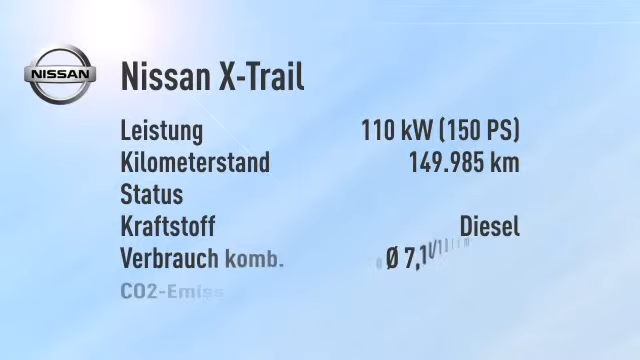 NISSAN
Nissan X-Trail
Leistung 110 kW (150 PS)
Kilometerstand 149.985 km
Status
Kraftstoff Diesel
Verbrauch komb. Ø 7,1